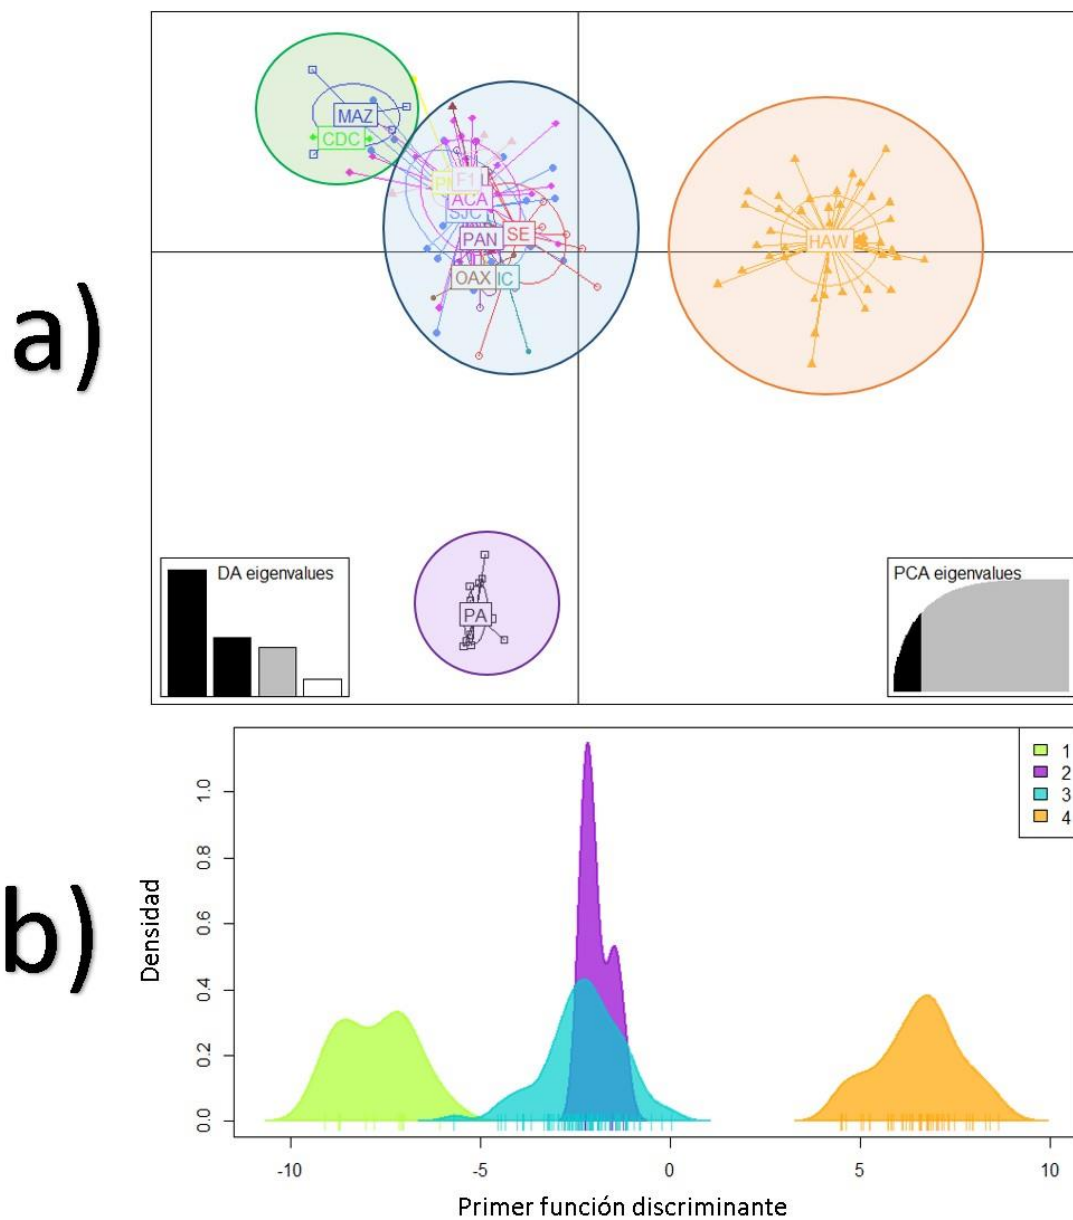 a)
MAZ
CDC
F1
ACA
SJC
PAN
SE
OAX
IC
HAW
PA
DA eigenvalues
PCA eigenvalues
b)
Densidad
1.0
0.8
0.6
0.4
0.2
0.0
1
2
3
4
-10
-5
0
5
10
Primer función discriminante